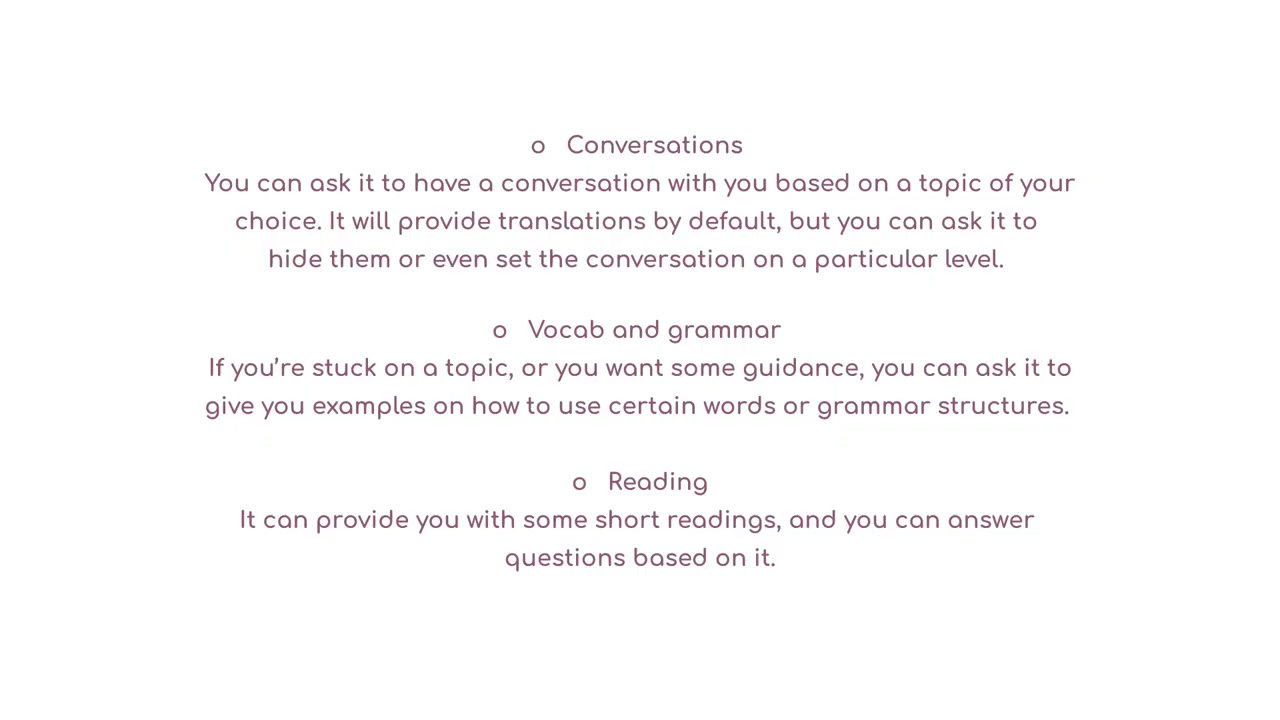 o Conversations
You can ask it to have a conversation with you based on a topic of your
choice. It will provide translations by default, but you can ask it to
hide them or even set the conversation on a particular level.
o Vocab and grammar
If you’re stuck on a topic, or you want some guidance, you can ask it to
give you examples on how to use certain words or grammar structures.
o Reading
It can provide you with some short readings, and you can answer
questions based on it.